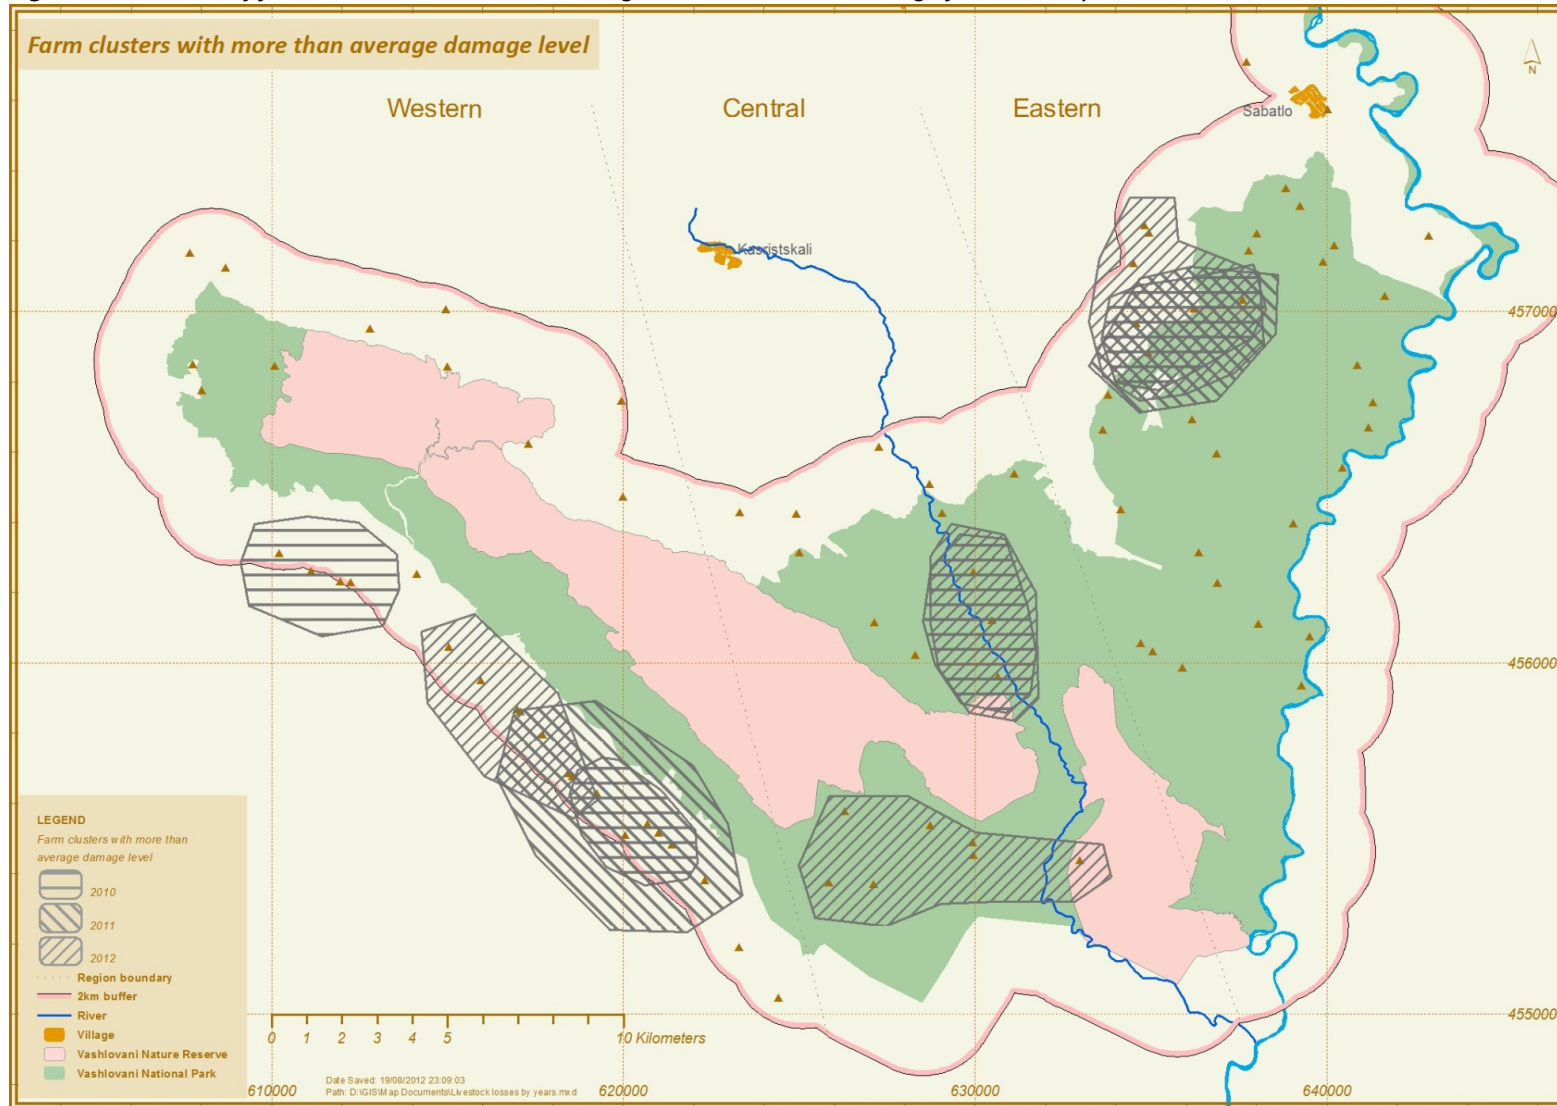 Farm clusters with more than average damage level
N
Western
Central
Eastern
Sabatlo
Kasristskali
457000
456000
LEGEND
Farm clusters with more than
average damage level
2010
2011
2012
Region boundary
2km buffer
River
Village
Vashlovani Nature Reserve
Vashlovani National Park
0 1 2 3 4 5 10 Kilometers
455000
Date Saved: 19/08/2012 23:09:03
Path: D:\GIS\Map Documents\Livestock losses by years.mxd
610000 620000 630000 640000